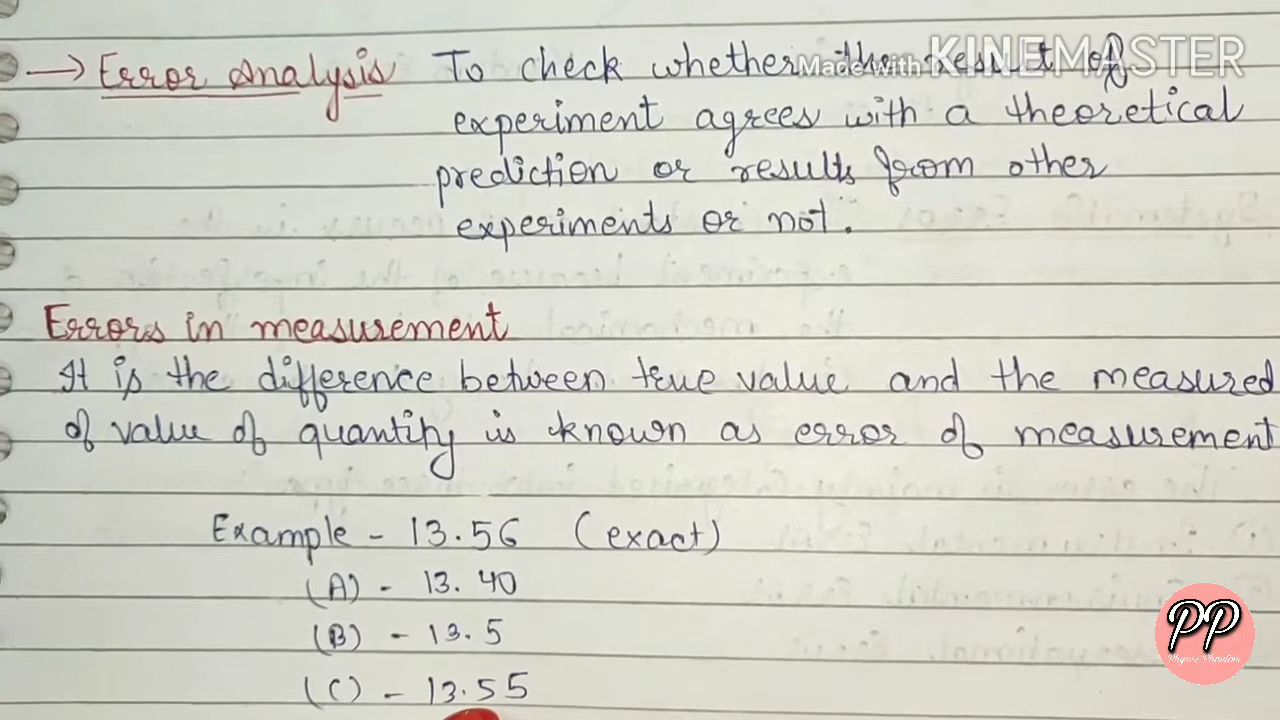 → Error Analysis To check whether the result of
Made with KINEMASTER
experiment agrees with a theoretical
prediction or results from other
experiments or not.
Errors in measurement
It is the difference between true value and the measured
of value of quantity is known as error of measurement
Example - 13.56 (exact)
(A) - 13.40
(B) - 13.5
(C) - 13.55
PP